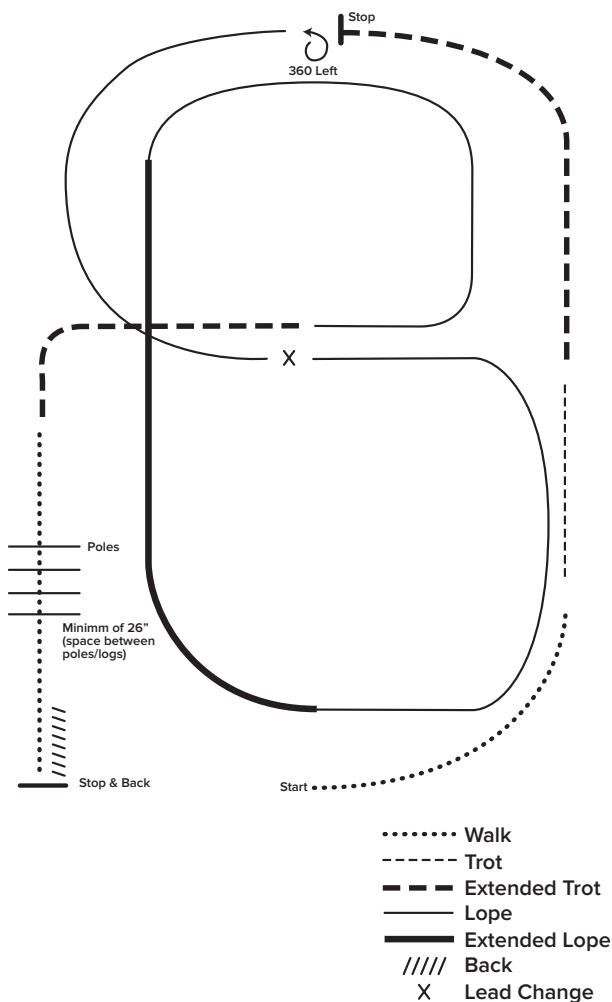 Stop
360 Left
Poles
Minimm of 26”
(space between
poles/logs)
Stop & Back
Start
Walk
Trot
Extended Trot
Lope
Extended Lope
Back
Lead Change